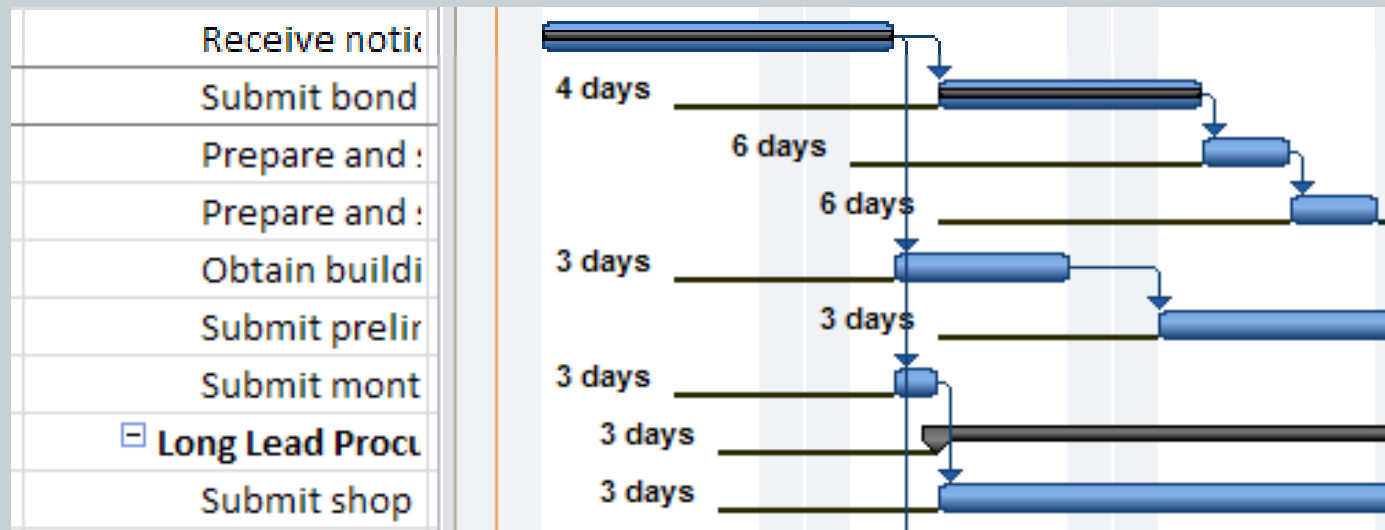 Receive notic
Submit bond 4 days
Prepare and s 6 days
Prepare and s 6 days
Obtain buildi 3 days
Submit prelir 3 days
Submit mont 3 days
Long Lead Procu 3 days
Submit shop 3 days